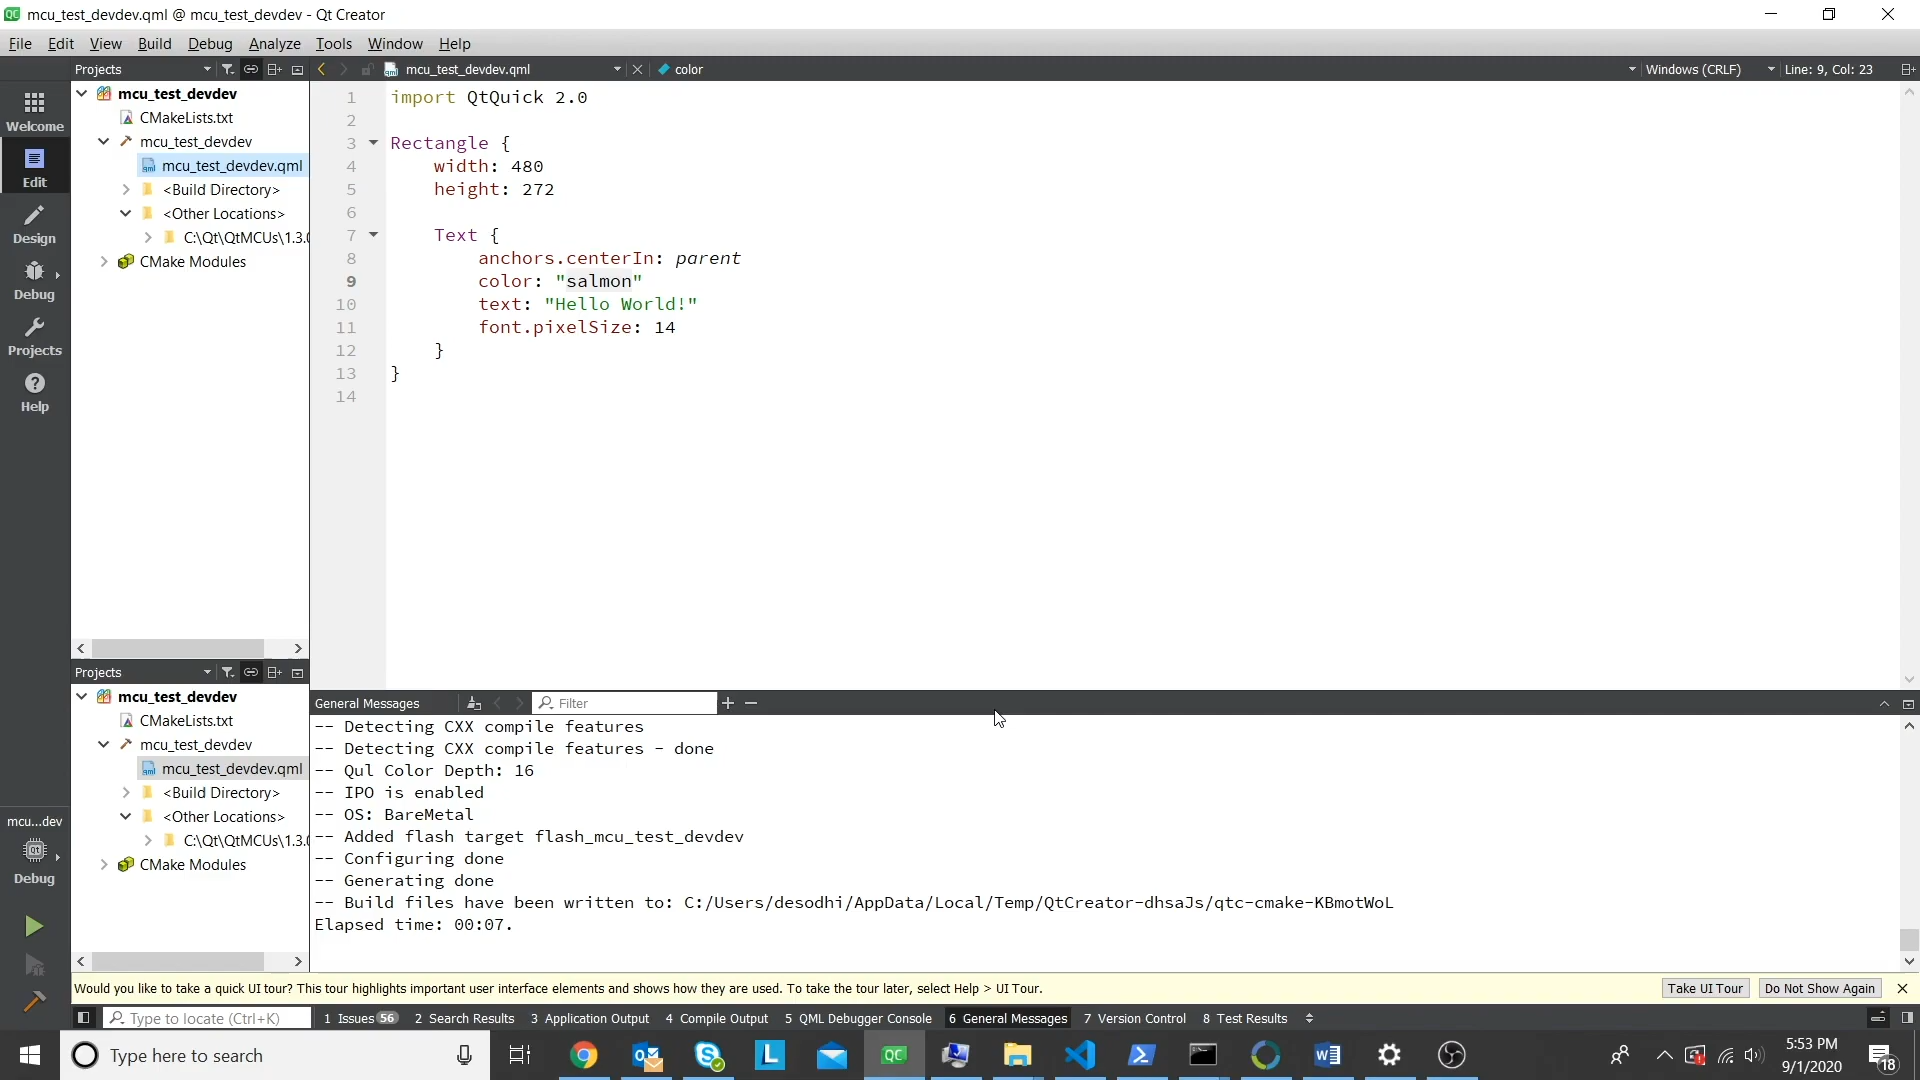 mcu_test_devdev.qml @ mcu_test_devdev - Qt Creator
File Edit View Build Debug Analyze Tools Window Help
Projects
mcu_test_devdev.qml
color
Windows (CRLF)
Line: 9, Col: 23
Welcome
Edit
Design
Debug
Projects
Help
mcu_test_devdev
CMakeLists.txt
mcu_test_devdev
mcu_test_devdev.qml
<Build Directory>
<Other Locations>
C:\Qt\QtMCUs\1.3.0
CMake Modules
1 import QtQuick 2.0
2
3 Rectangle {
4 width: 480
5 height: 272
6
7 Text {
8 anchors.centerIn: parent
9 color: "salmon"
10 text: "Hello World!"
11 font.pixelSize: 14
12 }
13 }
14
Projects
mcu_test_devdev
CMakeLists.txt
mcu_test_devdev
mcu_test_devdev.qml
<Build Directory>
<Other Locations>
C:\Qt\QtMCUs\1.3.0
CMake Modules
mcu...dev
Debug
General Messages
Filter
-- Detecting CXX compile features
-- Detecting CXX compile features - done
-- Qul Color Depth: 16
-- IPO is enabled
-- OS: BareMetal
-- Added flash target flash_mcu_test_devdev
-- Configuring done
-- Generating done
-- Build files have been written to: C:/Users/desodhi/AppData/Local/Temp/QtCreator-dhsaJs/qtc-cmake-KBmotWoL
Elapsed time: 00:07.
Would you like to take a quick UI tour? This tour highlights important user interface elements and shows how they are used. To take the tour later, select Help > UI Tour.
Take UI Tour
Do Not Show Again
Type to locate (Ctrl+K)
1 Issues 56 2 Search Results 3 Application Output 4 Compile Output 5 QML Debugger Console 6 General Messages 7 Version Control 8 Test Results
Type here to search
5:53 PM
9/1/2020
18